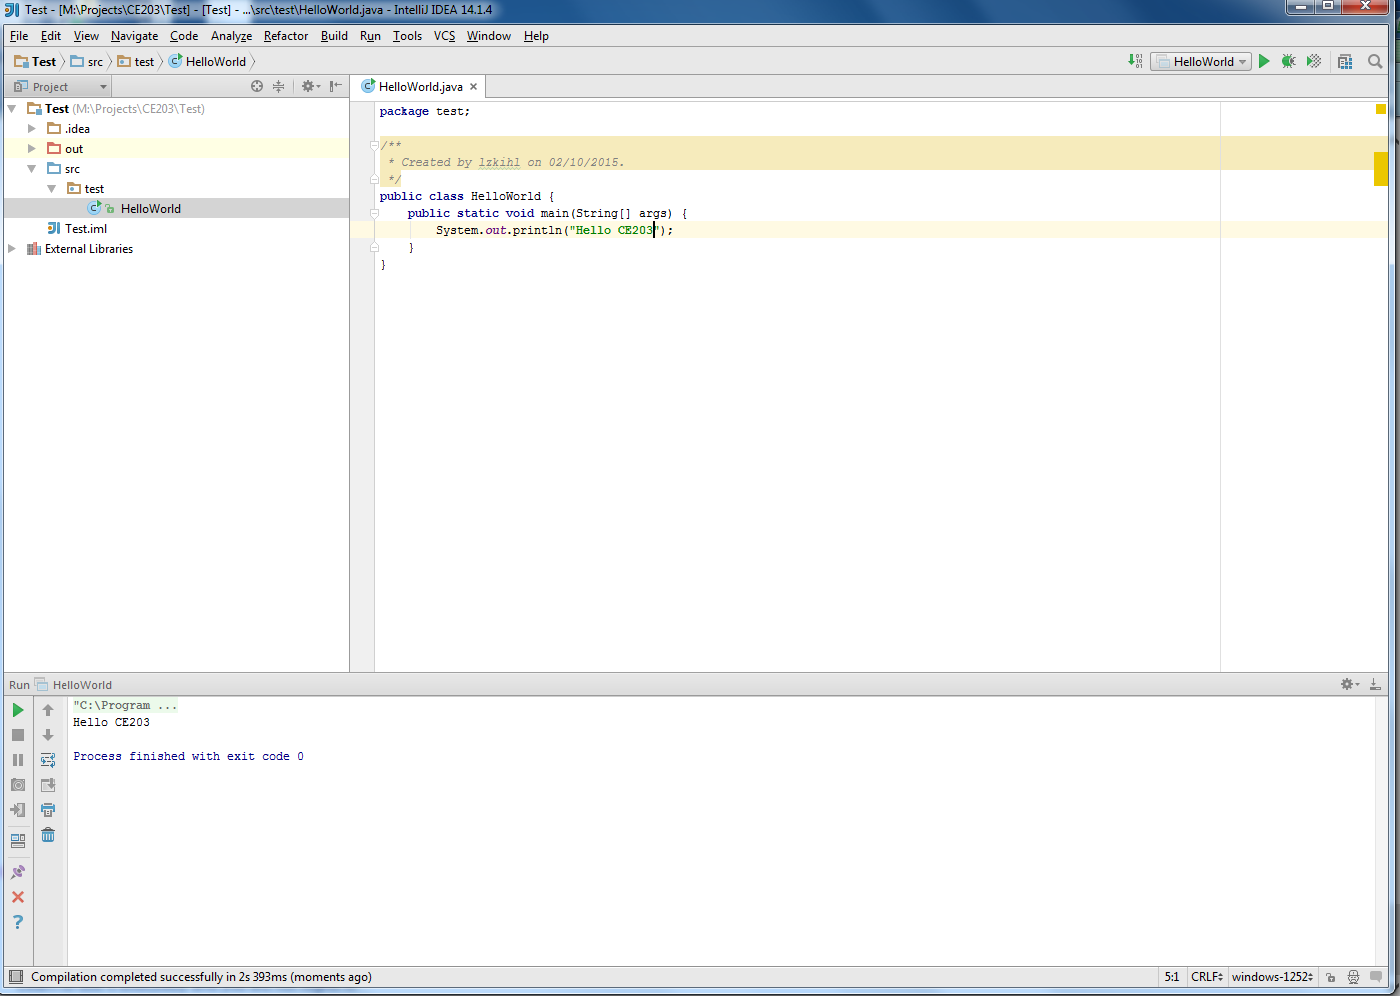 Test - [M:\Projects\CE203\Test] - [Test] - ...\src\test\HelloWorld.java - IntelliJ IDEA 14.1.4
File Edit View Navigate Code Analyze Refactor Build Run Tools VCS Window Help
Test src test HelloWorld HelloWorld
Project
HelloWorld.java
Test (M:\Projects\CE203\Test)
.idea
out
src
test
HelloWorld
Test.iml
External Libraries
package test;
/**
* Created by lzkihl on 02/10/2015.
*/
public class HelloWorld {
public static void main(String[] args) {
System.out.println("Hello CE203");
}
}
Run HelloWorld
"C:\Program ...
Hello CE203
Process finished with exit code 0
Compilation completed successfully in 2s 393ms (moments ago) 5:1 CRLF windows-1252